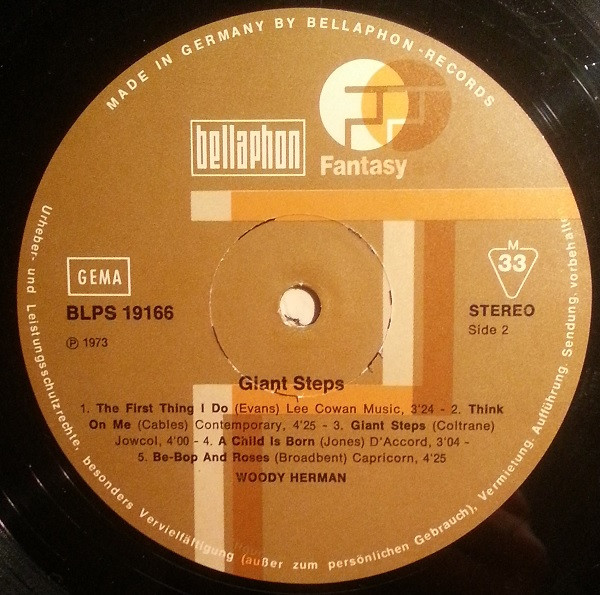 MADE IN GERMANY BY BELLAPHON-RECORDS
bellaphon
Fantasy
GEMA
BLPS 19166
Ⓟ 1973
M
33
STEREO
Side 2
Giant Steps
1. The First Thing I Do (Evans) Lee Cowan Music, 3'24 - 2. Think
On Me (Cables) Contemporary, 4'25 - 3. Giant Steps (Coltrane)
Jowcol, 4'00 - 4. A Child Is Born (Jones) D'Accord, 3'04 -
5. Be-Bop And Roses (Broadbent) Capricorn, 4'25
WOODY HERMAN
Urheber- und Leistungsschutzrechte, besonders Vervielfältigung (außer zum persönlichen Gebrauch), Vermietung, Aufführung, Sendung, vorbehalten